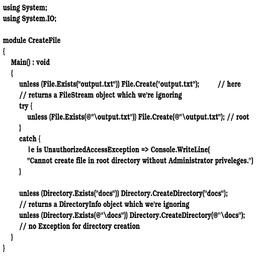 using System;
using System.IO;
module CreateFile
{
Main() : void
{
unless (File.Exists("output.txt")) File.Create("output.txt"); // here
// returns a FileStream object which we're ignoring
try {
unless (File.Exists(@"\output.txt")) File.Create(@"\output.txt"); // root
}
catch {
|e is UnauthorizedAccessException => Console.WriteLine(
"Cannot create file in root directory without Administrator priveleges.")
}
unless (Directory.Exists("docs")) Directory.CreateDirectory("docs");
// returns a DirectoryInfo object which we're ignoring
unless (Directory.Exists(@"\docs")) Directory.CreateDirectory(@"\docs");
// no Exception for directory creation
}
}